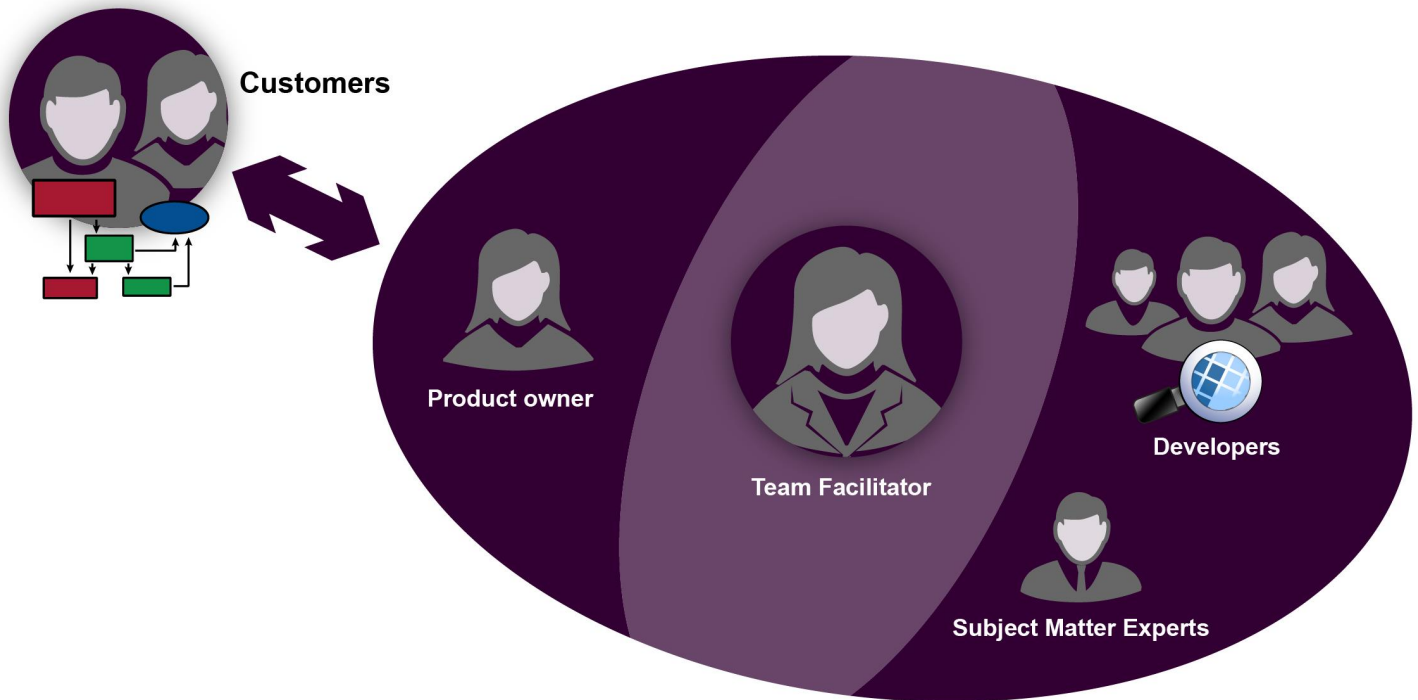 Customers
Product owner
Team Facilitator
Developers
Subject Matter Experts